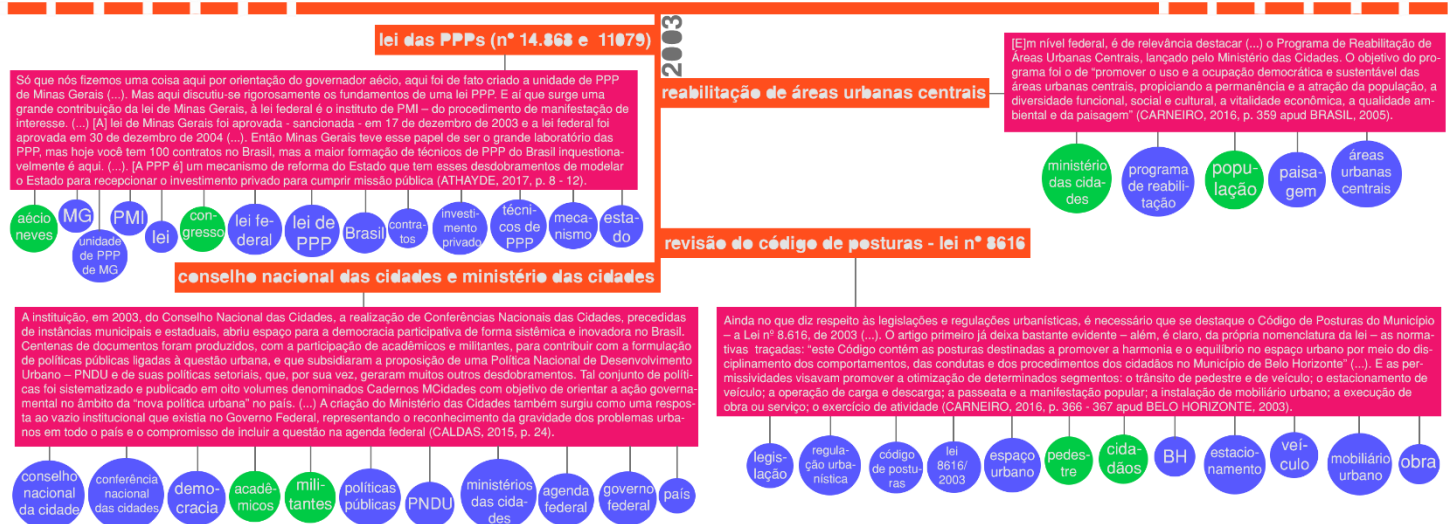 2003
lei das PPPs (nº 14.868 e 11079)
Só que nós fizemos uma coisa aqui por orientação do governador aécio, aqui foi de fato criado a unidade de PPP
de Minas Gerais (...). Mas aqui discutiu-se rigorosamente os fundamentos de uma lei PPP. E aí que surge uma
grande contribuição da lei de Minas Gerais, à lei federal é o instituto de PMI – do procedimento de manifestação de
interesse. (...) [A] lei de Minas Gerais foi aprovada - sancionada - em 17 de dezembro de 2003 e a lei federal foi
aprovada em 30 de dezembro de 2004 (...). Então Minas Gerais teve esse papel de ser o grande laboratório das
PPP, mas hoje você tem 100 contratos no Brasil, mas a maior formação de técnicos de PPP do Brasil inquestiona-
velmente é aqui. (...). [A PPP é] um mecanismo de reforma do Estado que tem esses desdobramentos de modelar
o Estado para recepcionar o investimento privado para cumprir missão pública (ATHAYDE, 2017, p. 8 - 12).
aécio
neves
MG
unidade
de PPP
de MG
PMI
lei
con-
gresso
lei fe-
deral
lei de
PPP
Brasil
contra-
tos
investi-
mento
privado
técni-
cos de
PPP
meca-
nismo
esta-
do
reabilitação de áreas urbanas centrais
[E]m nível federal, é de relevância destacar (...) o Programa de Reabilitação de
Áreas Urbanas Centrais, lançado pelo Ministério das Cidades. O objetivo do pro-
grama foi o de “promover o uso e a ocupação democrática e sustentável das
áreas urbanas centrais, propiciando a permanência e a atração da população, a
diversidade funcional, social e cultural, a vitalidade econômica, a qualidade am-
biental e da paisagem” (CARNEIRO, 2016, p. 359 apud BRASIL, 2005).
ministério
das cida-
des
programa
de reabili-
tação
popu-
lação
paisa-
gem
áreas
urbanas
centrais
conselho nacional das cidades e ministério das cidades
A instituição, em 2003, do Conselho Nacional das Cidades, a realização de Conferências Nacionais das Cidades, precedidas
de instâncias municipais e estaduais, abriu espaço para a democracia participativa de forma sistêmica e inovadora no Brasil.
Centenas de documentos foram produzidos, com a participação de acadêmicos e militantes, para contribuir com a formulação
de políticas públicas ligadas à questão urbana, e que subsidiaram a proposição de uma Política Nacional de Desenvolvimento
Urbano – PNDU e de suas políticas setoriais, que, por sua vez, geraram muitos outros desdobramentos. Tal conjunto de políti-
cas foi sistematizado e publicado em oito volumes denominados Cadernos MCidades com objetivo de orientar a ação governa-
mental no âmbito da “nova política urbana” no país. (...) A criação do Ministério das Cidades também surgiu como uma respos-
ta ao vazio institucional que existia no Governo Federal, representando o reconhecimento da gravidade dos problemas urba-
nos em todo o país e o compromisso de incluir a questão na agenda federal (CALDAS, 2015, p. 24).
conselho
nacional
da cidade
conferência
nacional
das cidades
demo-
cracia
acadê-
micos
mili-
tantes
políticas
públicas
PNDU
ministérios
das cida-
des
agenda
federal
governo
federal
país
revisão do código de posturas - lei nº 8616
Ainda no que diz respeito às legislações e regulações urbanísticas, é necessário que se destaque o Código de Posturas do Município
– a Lei nº 8.616, de 2003 (...). O artigo primeiro já deixa bastante evidente – além, é claro, da própria nomenclatura da lei – as norma-
tivas traçadas: “este Código contém as posturas destinadas a promover a harmonia e o equilíbrio no espaço urbano por meio do dis-
ciplinamento dos comportamentos, das condutas e dos procedimentos dos cidadãos no Município de Belo Horizonte” (...). E as per-
missividades visavam promover a otimização de determinados segmentos: o trânsito de pedestre e de veículo; o estacionamento de
veículo; a operação de carga e descarga; a passeata e a manifestação popular; a instalação de mobiliário urbano; a execução de
obra ou serviço; o exercício de atividade (CARNEIRO, 2016, p. 366 - 367 apud BELO HORIZONTE, 2003).
legis-
lação
regula-
ção urba-
nística
código
de postu-
ras
lei
8616/
2003
espaço
urbano
pedes-
tre
cida-
dãos
BH
estacio-
namento
veí-
culo
mobiliário
urbano
obra